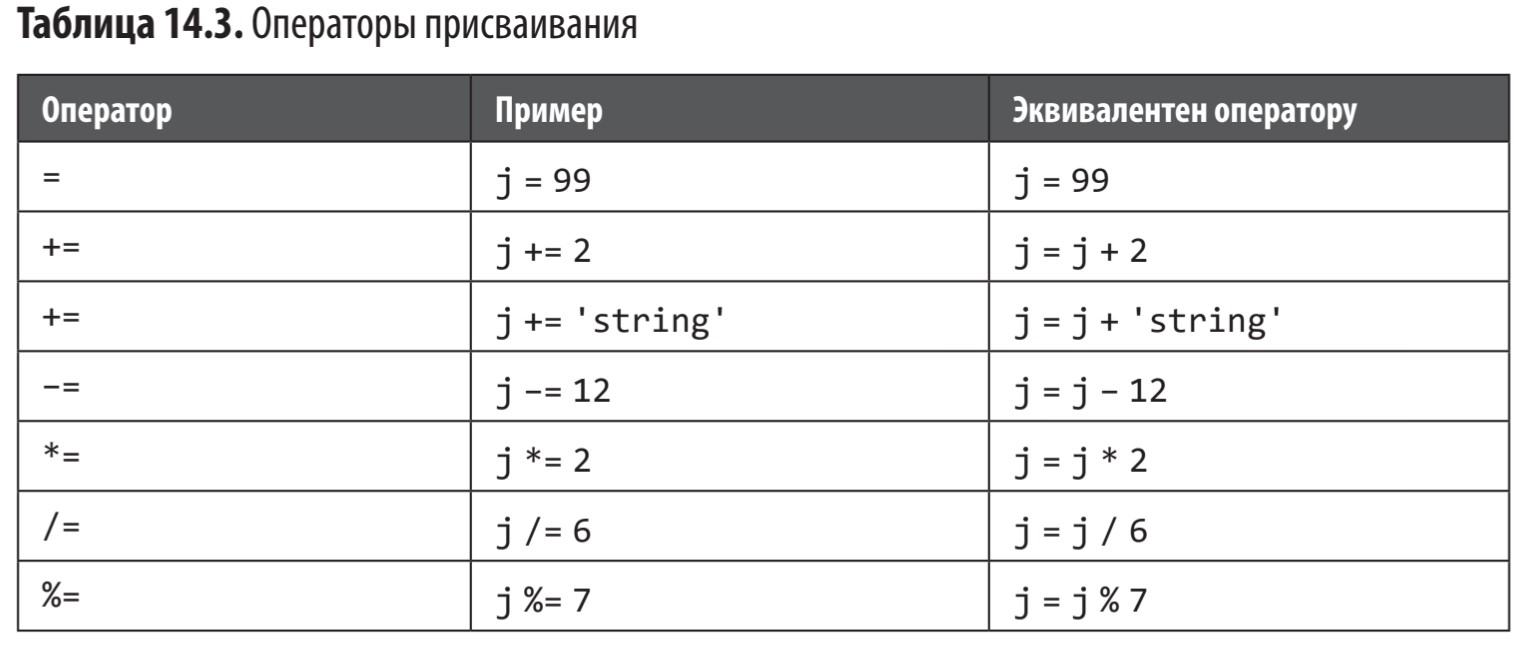 Таблица 14.3. Операторы присваивания
Оператор Пример Эквивалентен оператору
= j = 99 j = 99
+= j += 2 j = j + 2
+= j += 'string' j = j + 'string'
–= j –= 12 j = j – 12
*= j *= 2 j = j * 2
/= j /= 6 j = j / 6
%= j %= 7 j = j % 7